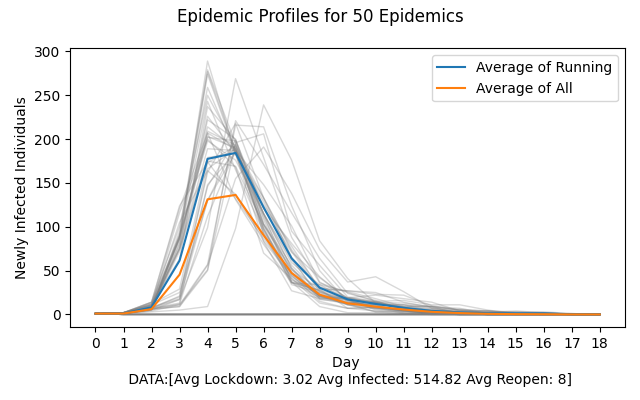 Epidemic Profiles for 50 Epidemics
Average of Running
Average of All
Newly Infected Individuals
300
250
200
150
100
50
0
0 1 2 3 4 5 6 7 8 9 10 11 12 13 14 15 16 17 18
Day
DATA:[Avg Lockdown: 3.02 Avg Infected: 514.82 Avg Reopen: 8]